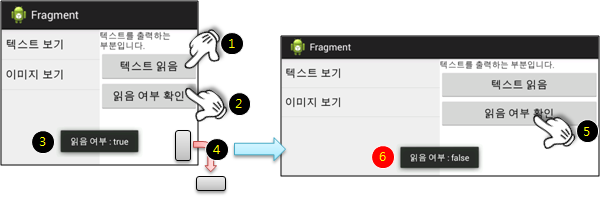 Fragment
텍스트 보기
이미지 보기
텍스트를 출력하는
부분입니다.
텍스트 읽음
읽음 여부 확인
1
2
3
읽음 여부 : true
4
Fragment
텍스트 보기
이미지 보기
텍스트를 출력하는 부분입니다.
텍스트 읽음
읽음 여부 확인
5
6
읽음 여부 : false